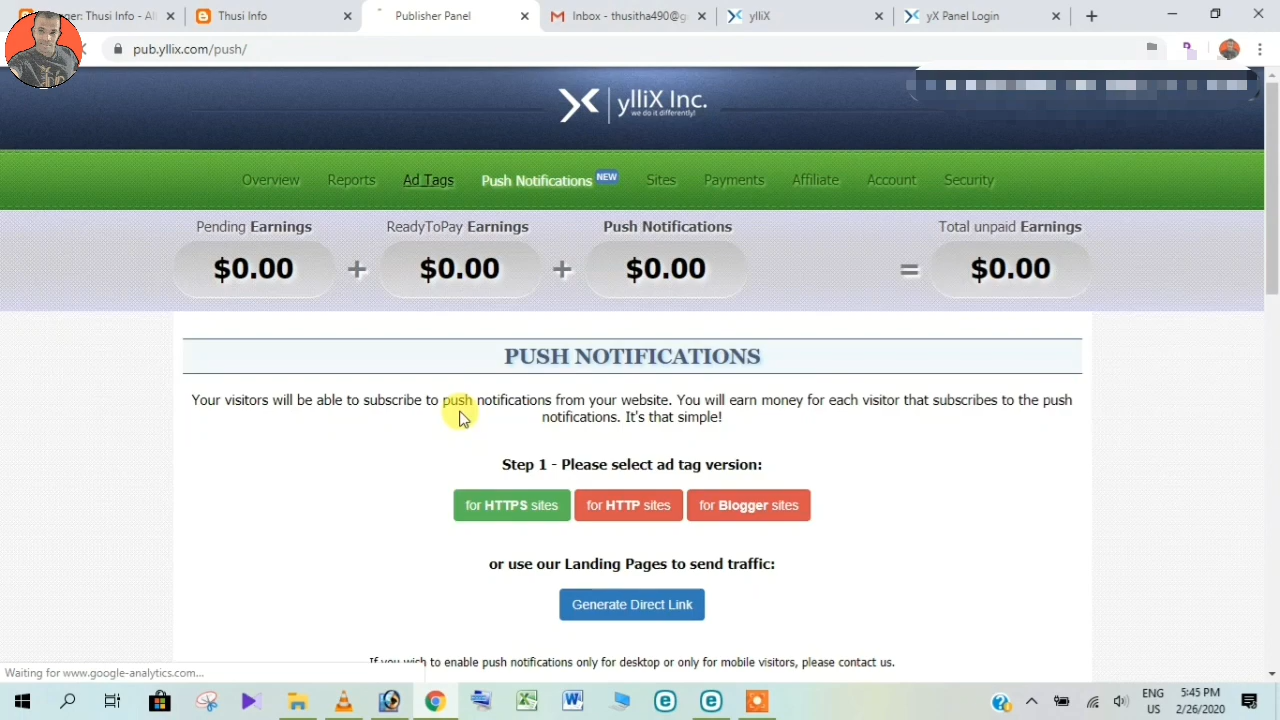 : Thusi Info - Al
Thusi Info
Publisher Panel
Inbox - thusitha490@g
ylliX
yX Panel Login
pub.yllix.com/push/
yllix Inc.
we do it differently!
Overview
Reports
Ad Tags
Push Notifications NEW
Sites
Payments
Affiliate
Account
Security
Pending Earnings
ReadyToPay Earnings
Push Notifications
Total unpaid Earnings
$0.00 + $0.00 + $0.00 = $0.00
PUSH NOTIFICATIONS
Your visitors will be able to subscribe to push notifications from your website. You will earn money for each visitor that subscribes to the push
notifications. It's that simple!
Step 1 - Please select ad tag version:
for HTTPS sites
for HTTP sites
for Blogger sites
or use our Landing Pages to send traffic:
Generate Direct Link
If you wish to enable push notifications only for desktop or only for mobile visitors, please contact us.
Waiting for www.google-analytics.com...
ENG
US
5:45 PM
2/26/2020